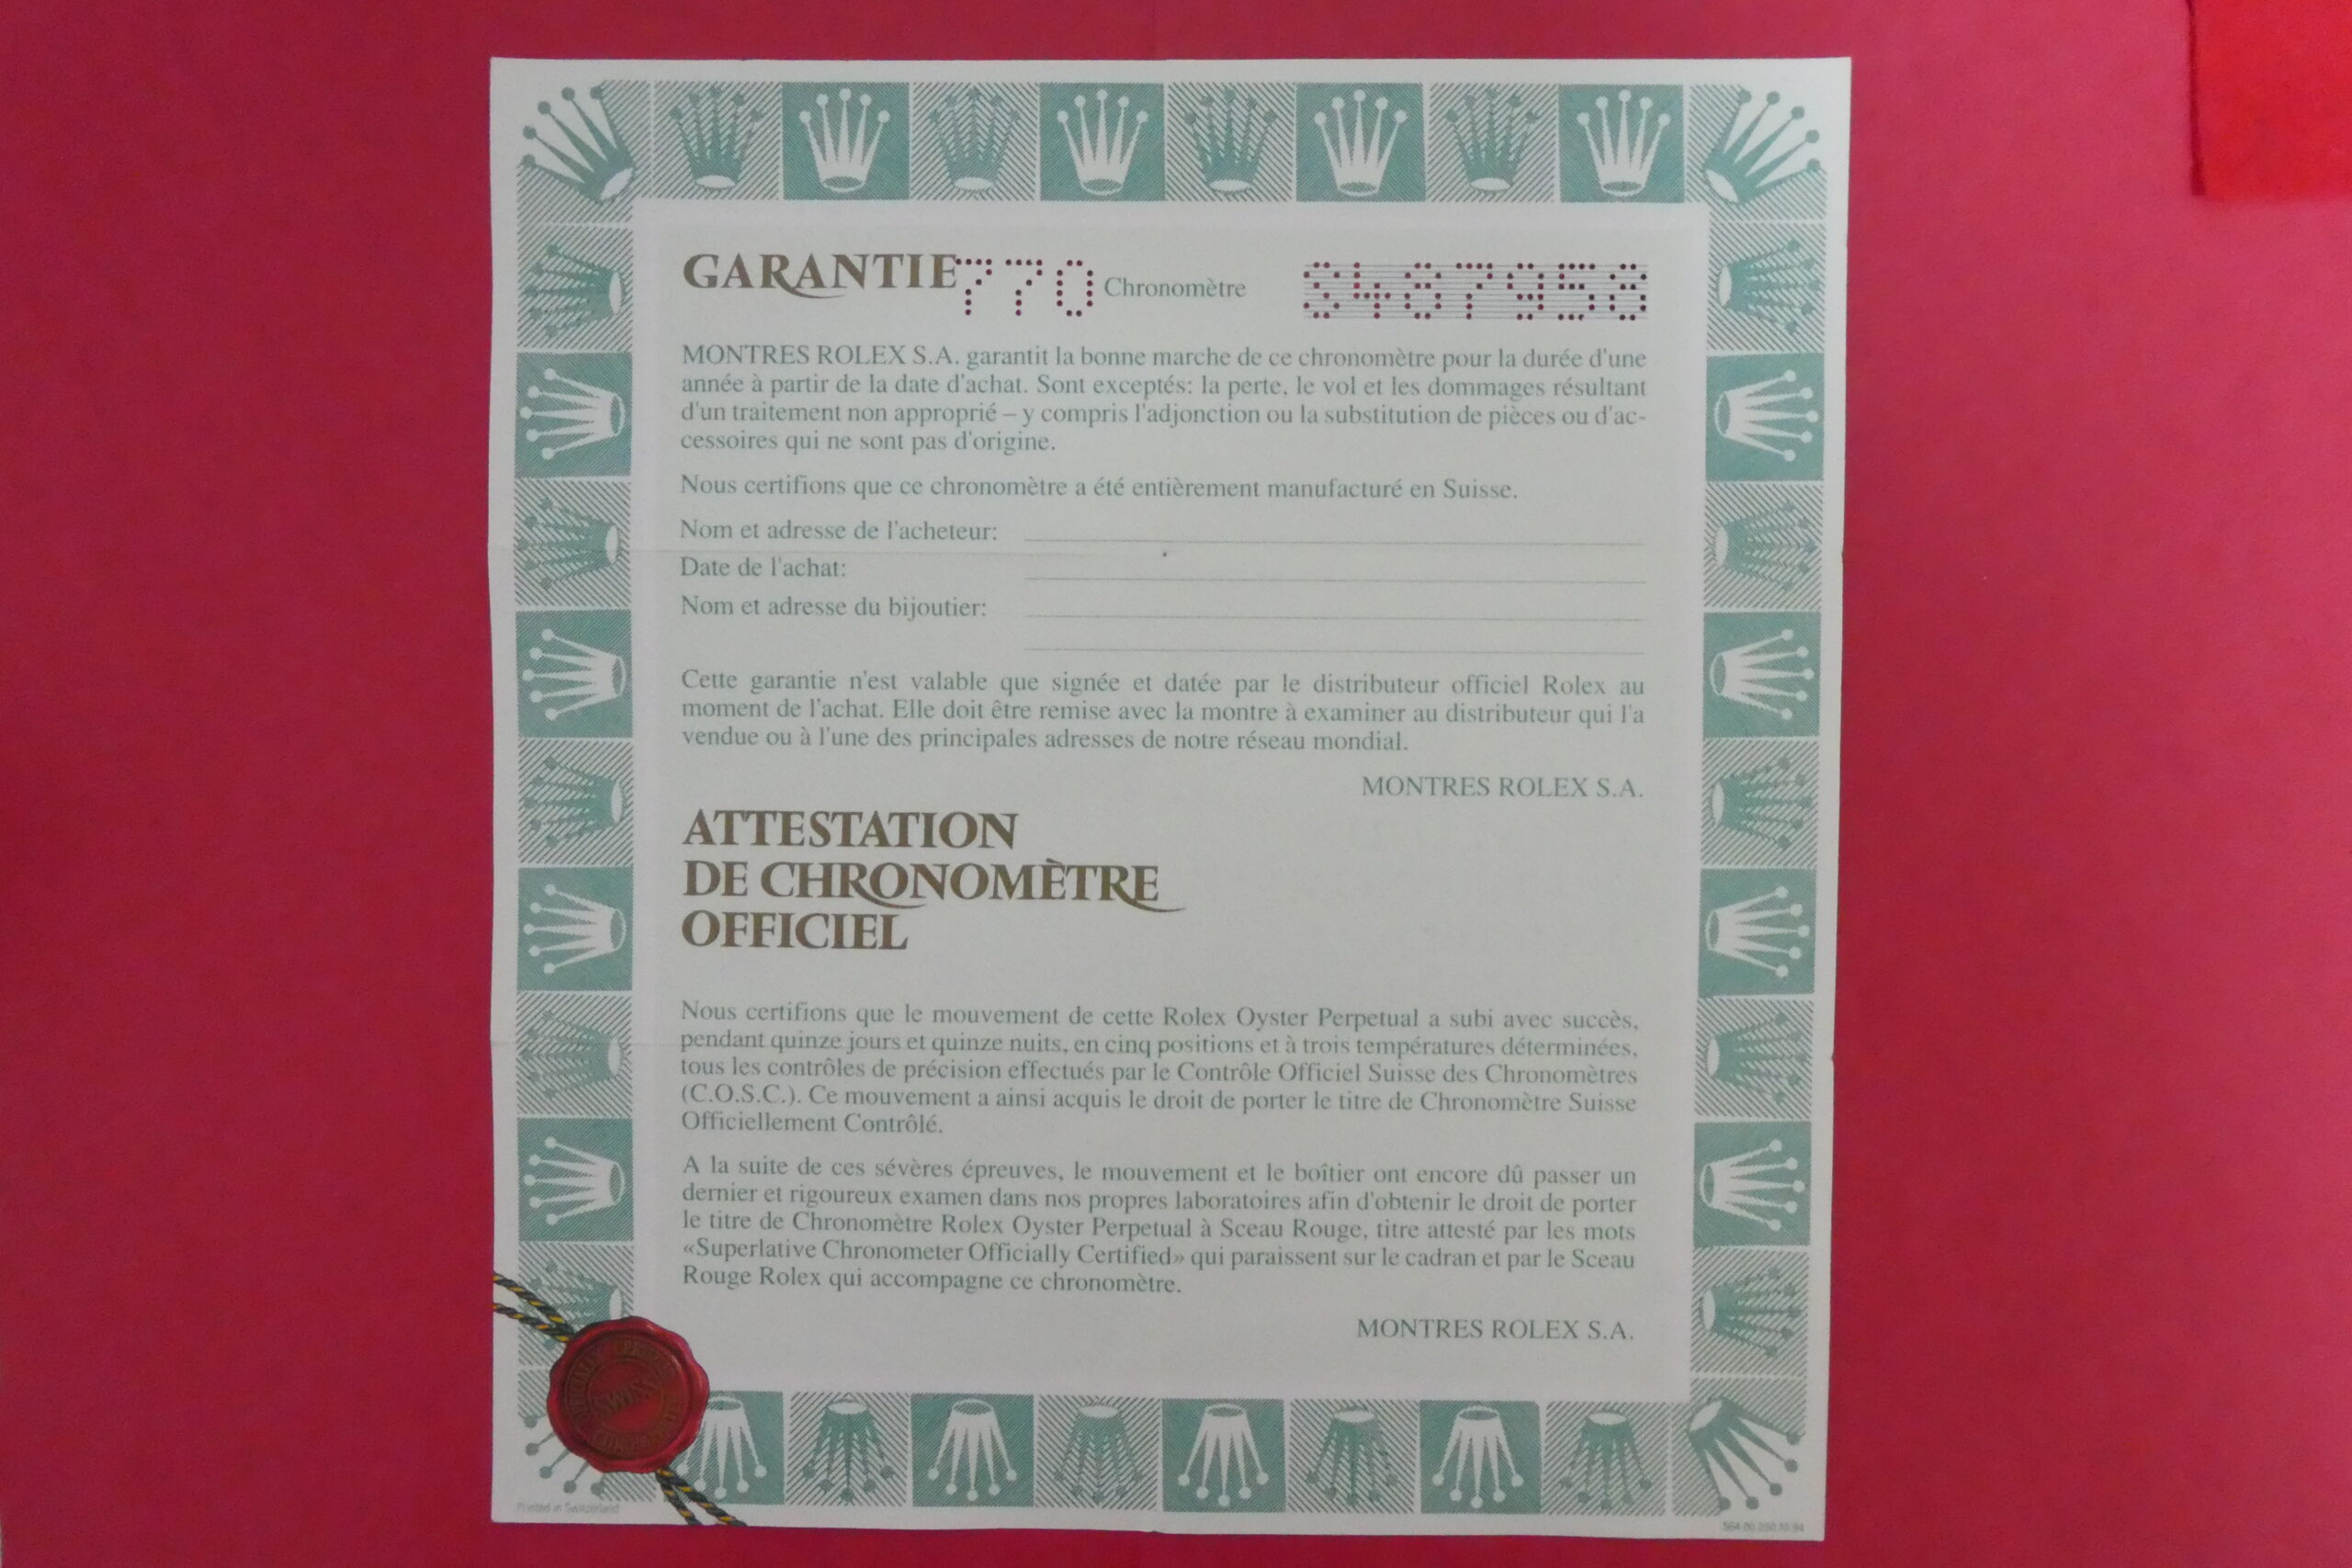 GARANTIE 770 Chronomètre S487958
MONTRES ROLEX S.A. garantit la bonne marche de ce chronomètre pour la durée d'une
année à partir de la date d'achat. Sont exceptés: la perte, le vol et les dommages résultant
d'un traitement non approprié – y compris l'adjonction ou la substitution de pièces ou d'ac-
cessoires qui ne sont pas d'origine.
Nous certifions que ce chronomètre a été entièrement manufacturé en Suisse.
Nom et adresse de l'acheteur:
Date de l'achat:
Nom et adresse du bijoutier:
Cette garantie n'est valable que signée et datée par le distributeur officiel Rolex au
moment de l'achat. Elle doit être remise avec la montre à examiner au distributeur qui l'a
vendue ou à l'une des principales adresses de notre réseau mondial.
MONTRES ROLEX S.A.
ATTESTATION
DE CHRONOMÈTRE
OFFICIEL
Nous certifions que le mouvement de cette Rolex Oyster Perpetual a subi avec succès,
pendant quinze jours et quinze nuits, en cinq positions et à trois températures déterminées,
tous les contrôles de précision effectués par le Contrôle Officiel Suisse des Chronomètres
(C.O.S.C.). Ce mouvement a ainsi acquis le droit de porter le titre de Chronomètre Suisse
Officiellement Contrôlé.
A la suite de ces sévères épreuves, le mouvement et le boîtier ont encore dû passer un
dernier et rigoureux examen dans nos propres laboratoires afin d'obtenir le droit de porter
le titre de Chronomètre Rolex Oyster Perpetual à Sceau Rouge, titre attesté par les mots
«Superlative Chronometer Officially Certified» qui paraissent sur le cadran et par le Sceau
Rouge Rolex qui accompagne ce chronomètre.
MONTRES ROLEX S.A.
SWISS
Printed in Switzerland